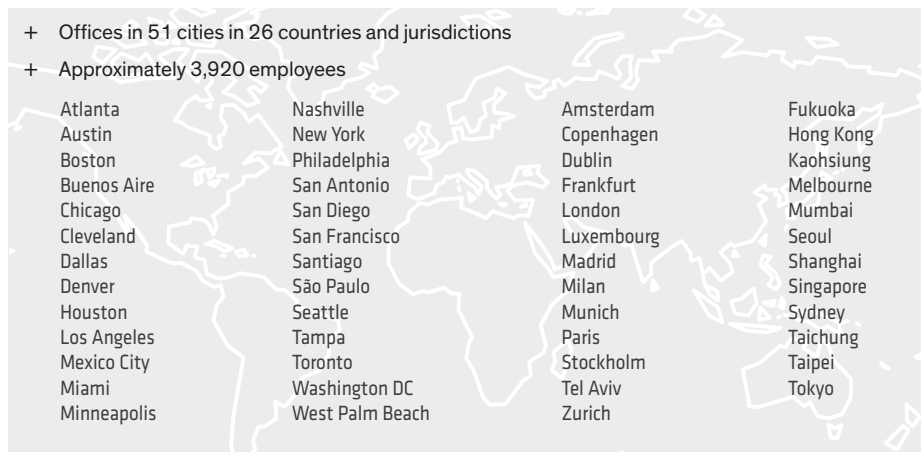 + Offices in 51 cities in 26 countries and jurisdictions
+ Approximately 3,920 employees
Atlanta
Austin
Boston
Buenos Aire
Chicago
Cleveland
Dallas
Denver
Houston
Los Angeles
Mexico City
Miami
Minneapolis
Nashville
New York
Philadelphia
San Antonio
San Diego
San Francisco
Santiago
São Paulo
Seattle
Tampa
Toronto
Washington DC
West Palm Beach
Amsterdam
Copenhagen
Dublin
Frankfurt
London
Luxembourg
Madrid
Milan
Munich
Paris
Stockholm
Tel Aviv
Zurich
Fukuoka
Hong Kong
Kaohsiung
Melbourne
Mumbai
Seoul
Shanghai
Singapore
Sydney
Taichung
Taipei
Tokyo